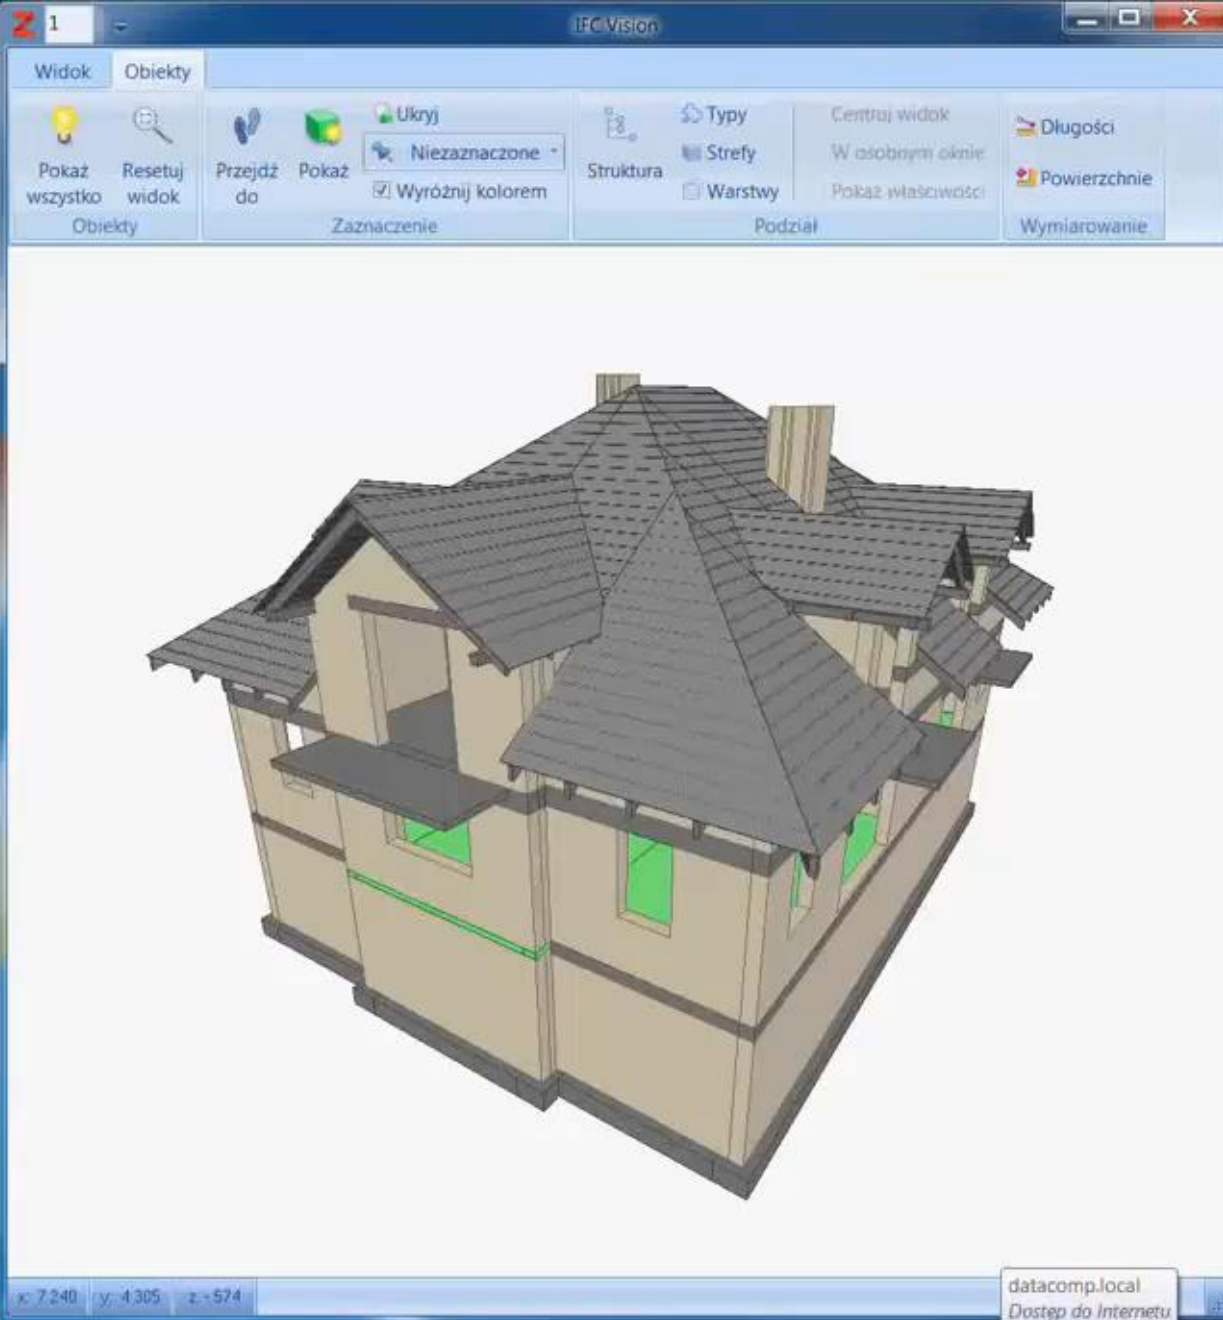 Z 1 IFC Vision
Widok Obiekty
Pokaż wszystko
Resetuj widok
Obiekty
Przejdź do
Pokaż
Ukryj
Niezaznaczone
Wyróżnij kolorem
Zaznaczenie
Struktura
Typy
Strefy
Warstwy
Centruj widok
W osobnym oknie
Pokaż właściwości
Podział
Długości
Powierzchnie
Wymiarowanie
x: 7.240 y: 4.305 z: -574
datacomp.local
Dostęp do Internetu